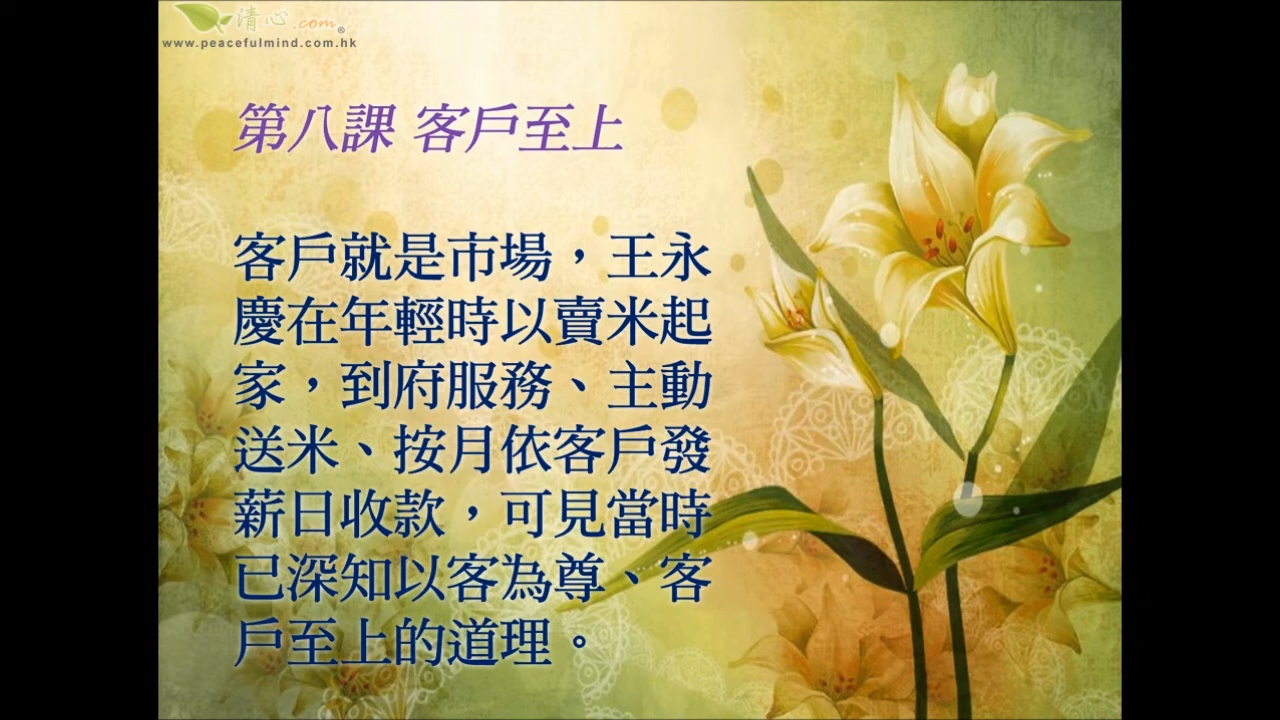 清心.com®
www.peacefulmind.com.hk
第八課 客戶至上
客戶就是市場，王永
慶在年輕時以賣米起
家，到府服務、主動
送米、按月依客戶發
薪日收款，可見當時
已深知以客為尊、客
戶至上的道理。